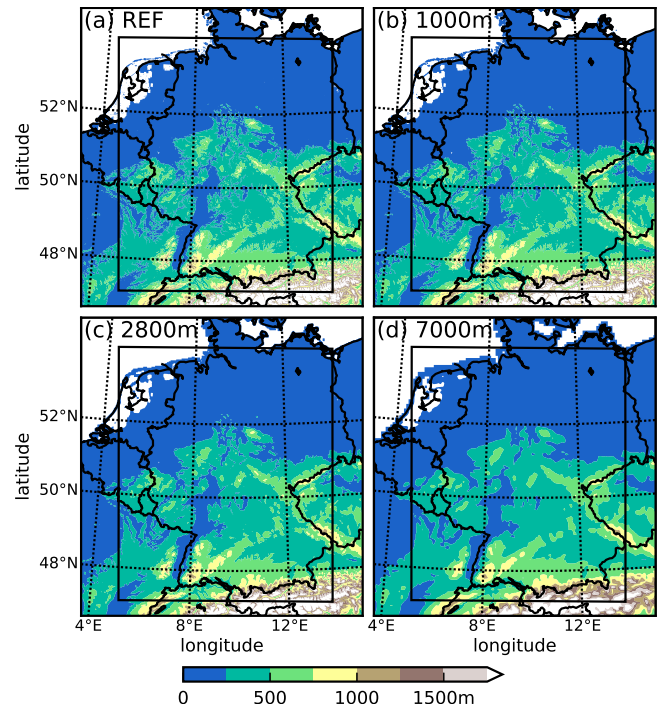 (a) REF
(b) 1000m
52°N
50°N
48°N
latitude
(c) 2800m
(d) 7000m
52°N
50°N
48°N
latitude
4°E
8°E
12°E
4°E
8°E
12°E
longitude
longitude
0
500
1000
1500m